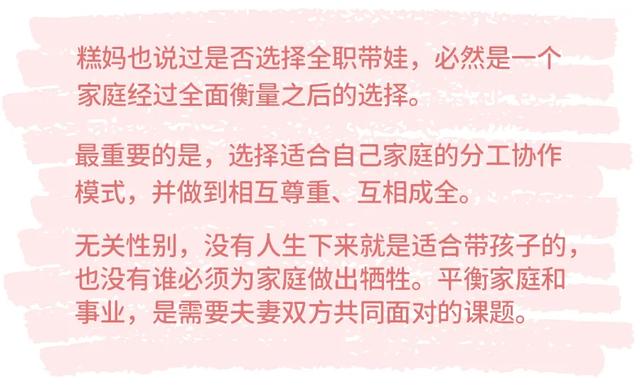 糕妈也说过是否选择全职带娃，必然是一个
家庭经过全面衡量之后的选择。
最重要的是，选择适合自己家庭的分工协作
模式，并做到相互尊重、互相成全。
无关性别，没有人生下来就是适合带孩子的，
也没有谁必须为家庭做出牺牲。平衡家庭和
事业，是需要夫妻双方共同面对的课题。